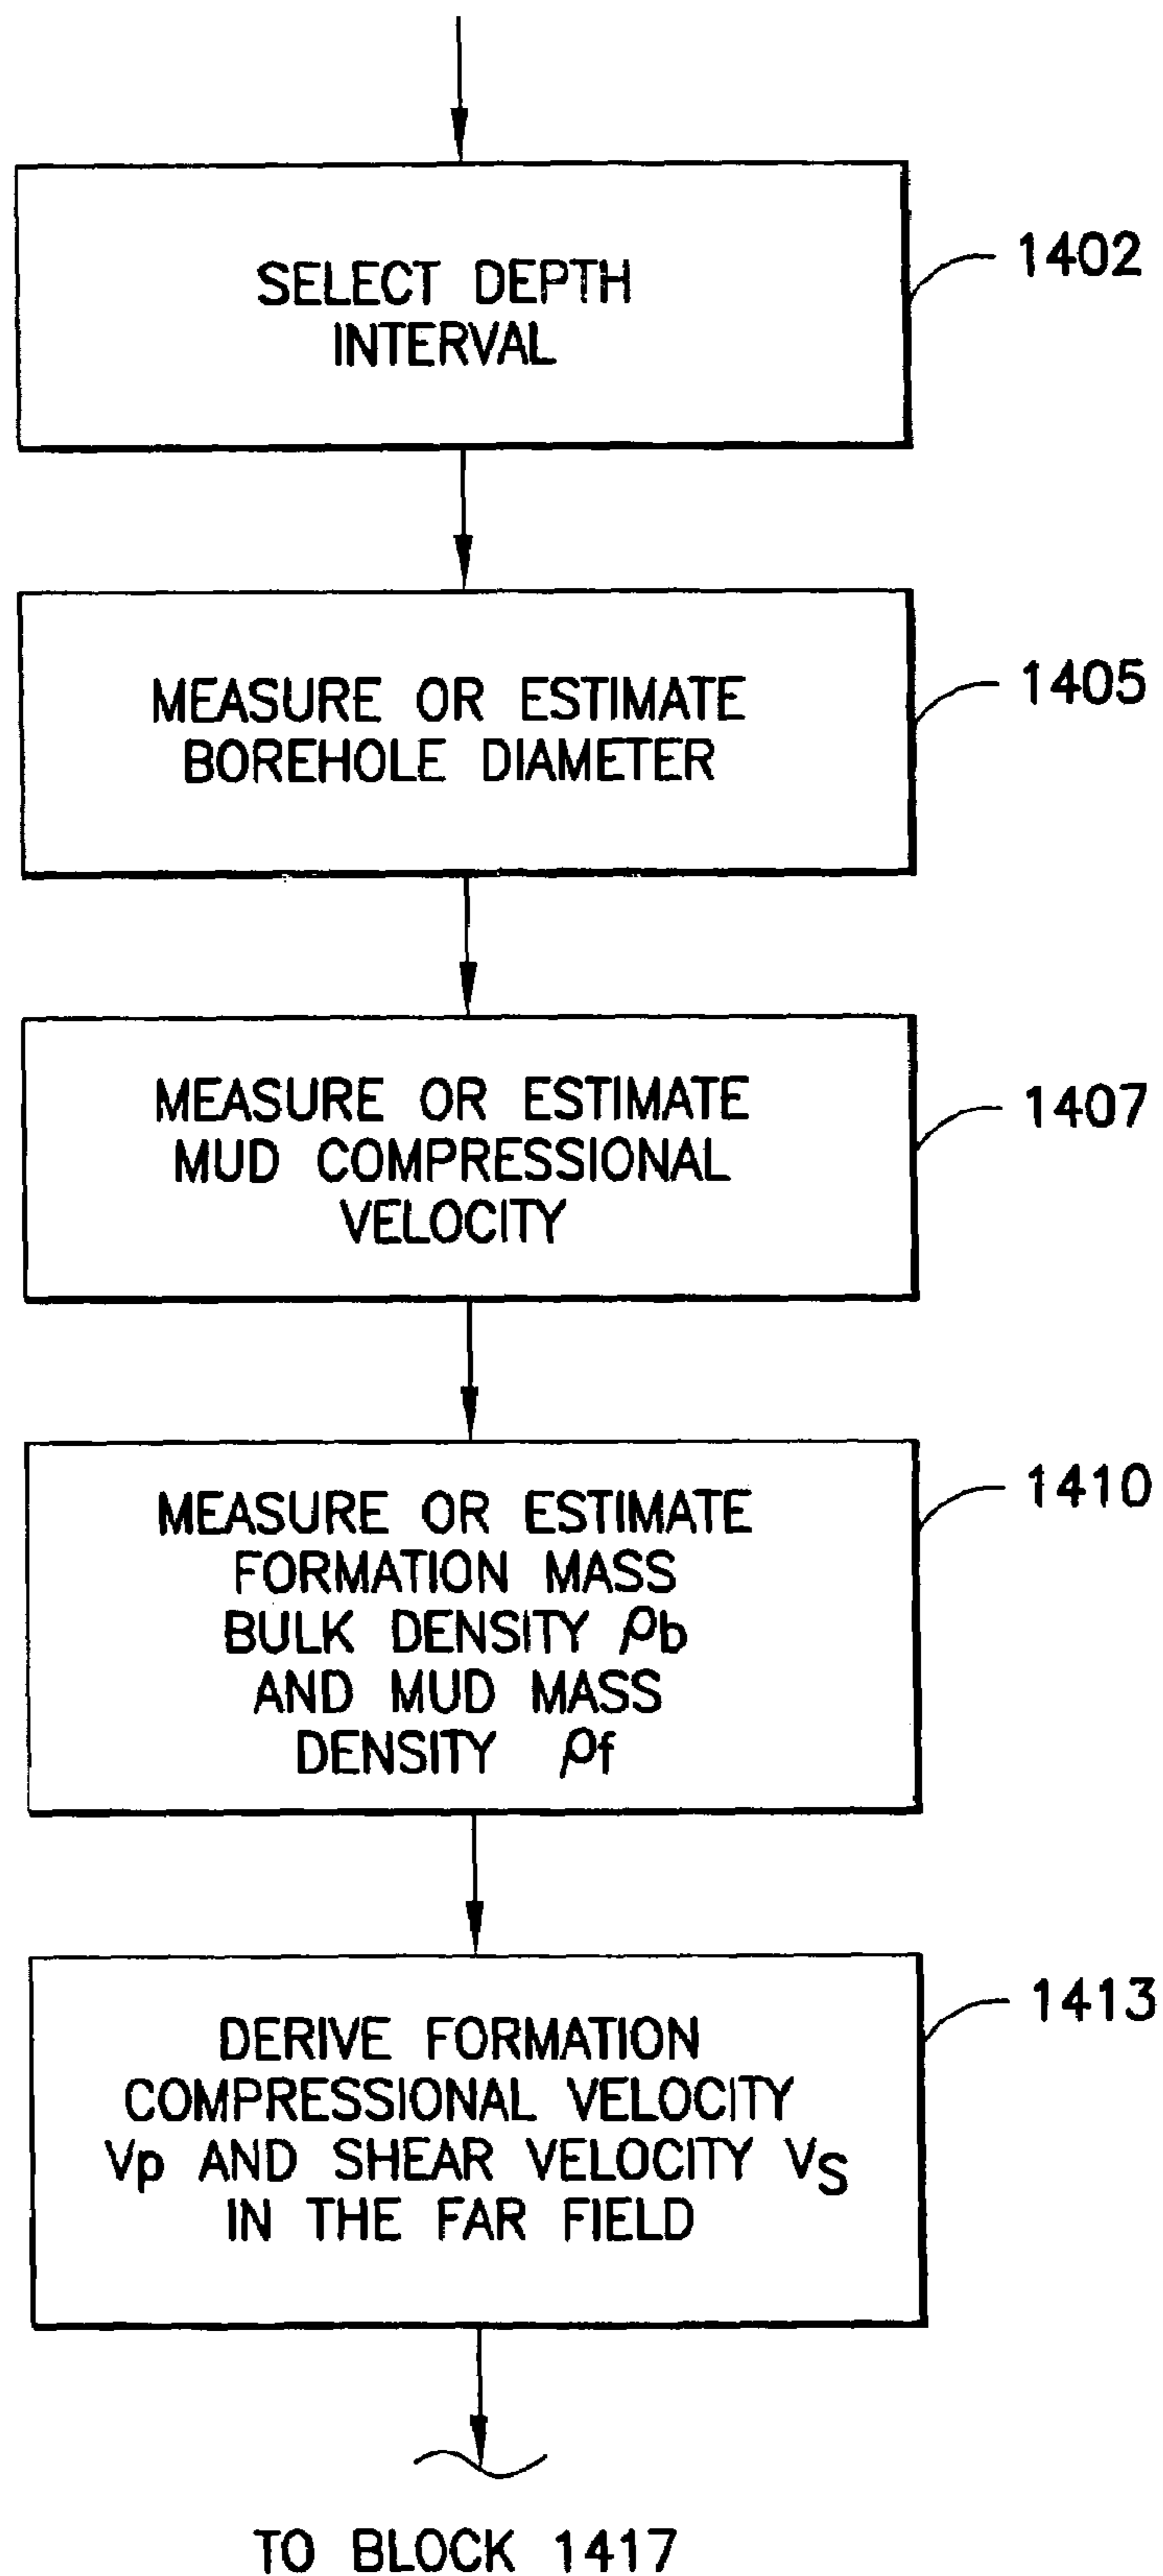 SELECT DEPTH
INTERVAL
1402
MEASURE OR ESTIMATE
BOREHOLE DIAMETER
1405
MEASURE OR ESTIMATE
MUD COMPRESSIONAL
VELOCITY
1407
MEASURE OR ESTIMATE
FORMATION MASS
BULK DENSITY ρb
AND MUD MASS
DENSITY ρf
1410
DERIVE FORMATION
COMPRESSIONAL VELOCITY
Vp AND SHEAR VELOCITY VS
IN THE FAR FIELD
1413
TO BLOCK 1417